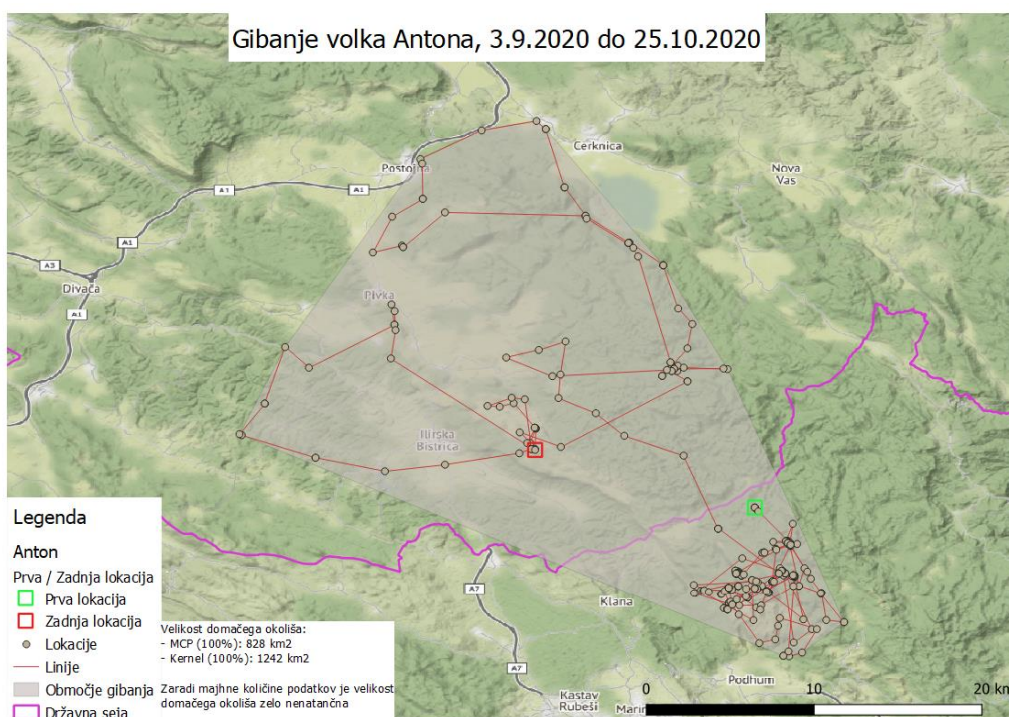 Gibanje volka Antona, 3.9.2020 do 25.10.2020
Cerknica
Postojna
Nova
Vas
A1
A1
A1
A3
Divača
A1
Pivka
Ilirska
Bistrica
A7
Klana
A7
Podhum
Kastav
Rubeši
Legenda
Anton
Prva / Zadnja lokacija
Prva lokacija
Zadnja lokacija
Lokacije
Linije
Območje gibanja
Državna seja
Velikost domačega okoliša:
- MCP (100%): 828 km2
- Kernel (100%): 1242 km2
Zaradi majhne količine podatkov je velikost
domačega okoliša zelo nenatančna
0
10
20 km